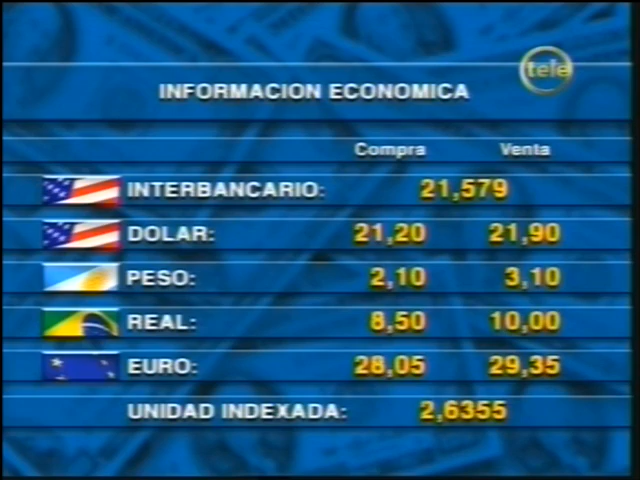 tele
INFORMACION ECONOMICA
Compra Venta
INTERBANCARIO: 21,579
DOLAR: 21,20 21,90
PESO: 2,10 3,10
REAL: 8,50 10,00
EURO: 28,05 29,35
UNIDAD INDEXADA: 2,6355